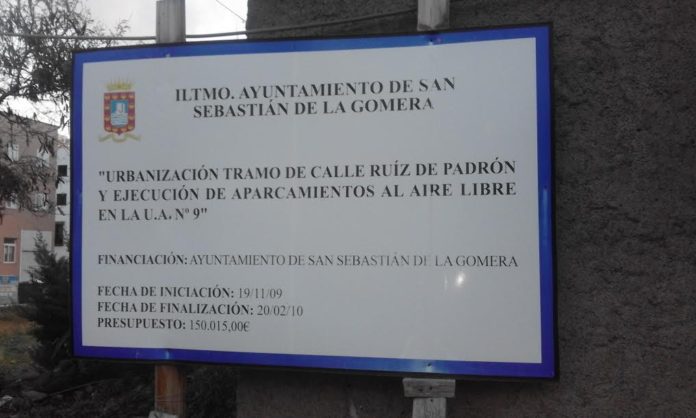 ILTMO. AYUNTAMIENTO DE SAN
SEBASTIÁN DE LA GOMERA
"URBANIZACIÓN TRAMO DE CALLE RUÍZ DE PADRÓN
Y EJECUCIÓN DE APARCAMIENTOS AL AIRE LIBRE
EN LA U.A. Nº 9"
FINANCIACIÓN: AYUNTAMIENTO DE SAN SEBASTIÁN DE LA GOMERA
FECHA DE INICIACIÓN: 19/11/09
FECHA DE FINALIZACIÓN: 20/02/10
PRESUPUESTO: 150.015,00€